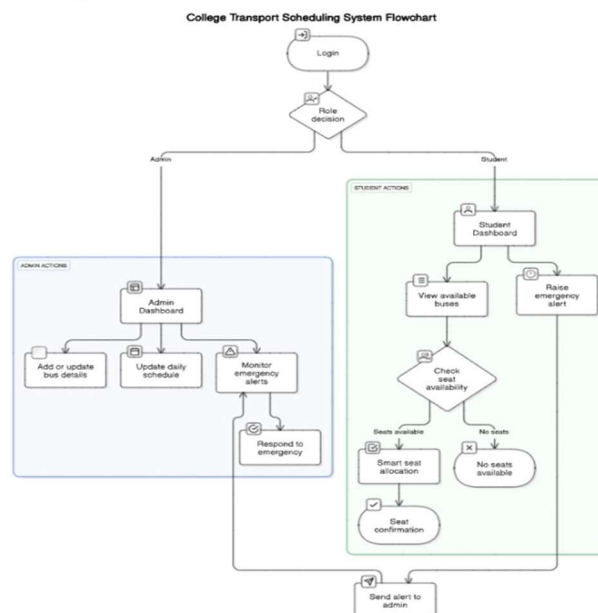 College Transport Scheduling System Flowchart
Login
Role
decision
Admin
Student
STUDENT ACTIONS
Student
Dashboard
ADMIN ACTIONS
Admin
Dashboard
View available
buses
Raise
emergency
alert
Add or update
bus details
Update daily
schedule
Monitor
emergency
alerts
Check
seat
availability
Respond to
emergency
Seats available
No seats
Smart seat
allocation
No seats
available
Seat
confirmation
Send alert to
admin